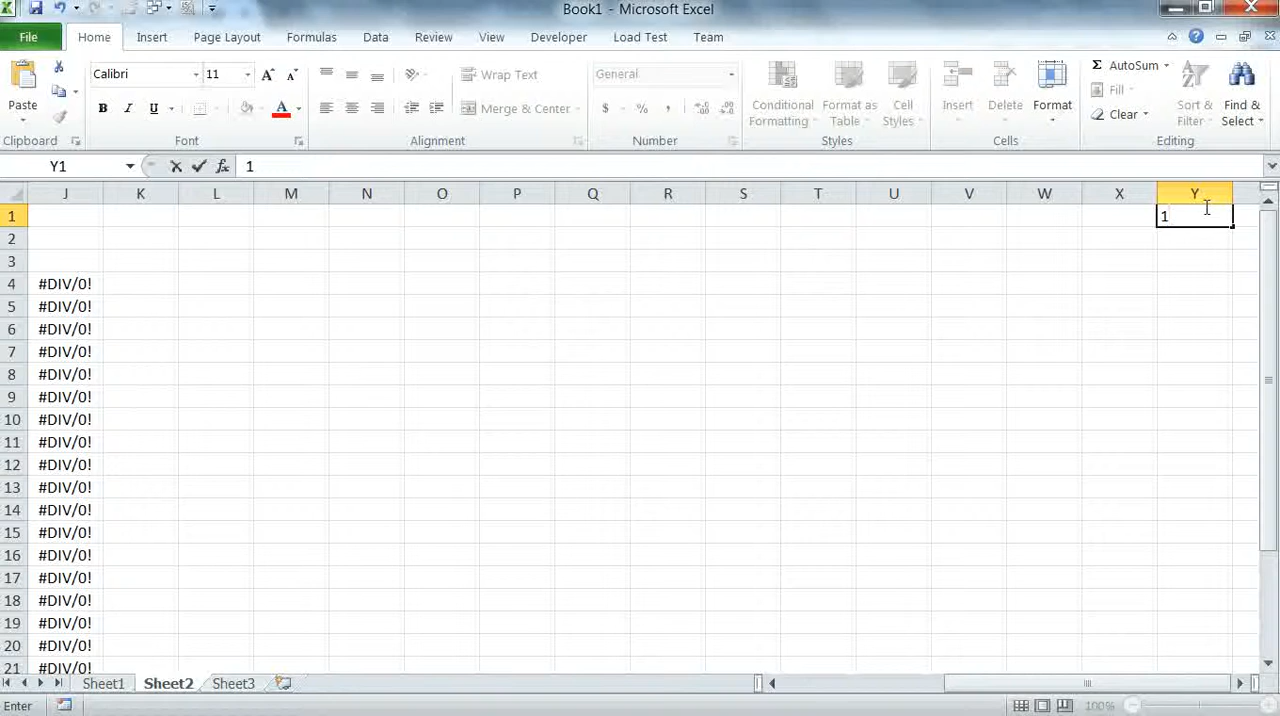 Book1 - Microsoft Excel
File Home Insert Page Layout Formulas Data Review View Developer Load Test Team
Calibri 11 A A Wrap Text General AutoSum
Paste B I U A Merge & Center $ % , Conditional Formatting Format as Table Cell Styles Insert Delete Format Fill Clear Sort & Filter Find & Select
Clipboard Font Alignment Number Styles Cells Editing
Y1 fx 1
J K L M N O P Q R S T U V W X Y
1 1
2
3
4 #DIV/0!
5 #DIV/0!
6 #DIV/0!
7 #DIV/0!
8 #DIV/0!
9 #DIV/0!
10 #DIV/0!
11 #DIV/0!
12 #DIV/0!
13 #DIV/0!
14 #DIV/0!
15 #DIV/0!
16 #DIV/0!
17 #DIV/0!
18 #DIV/0!
19 #DIV/0!
20 #DIV/0!
21 #DIV/0!
Sheet1 Sheet2 Sheet3
Enter 100%